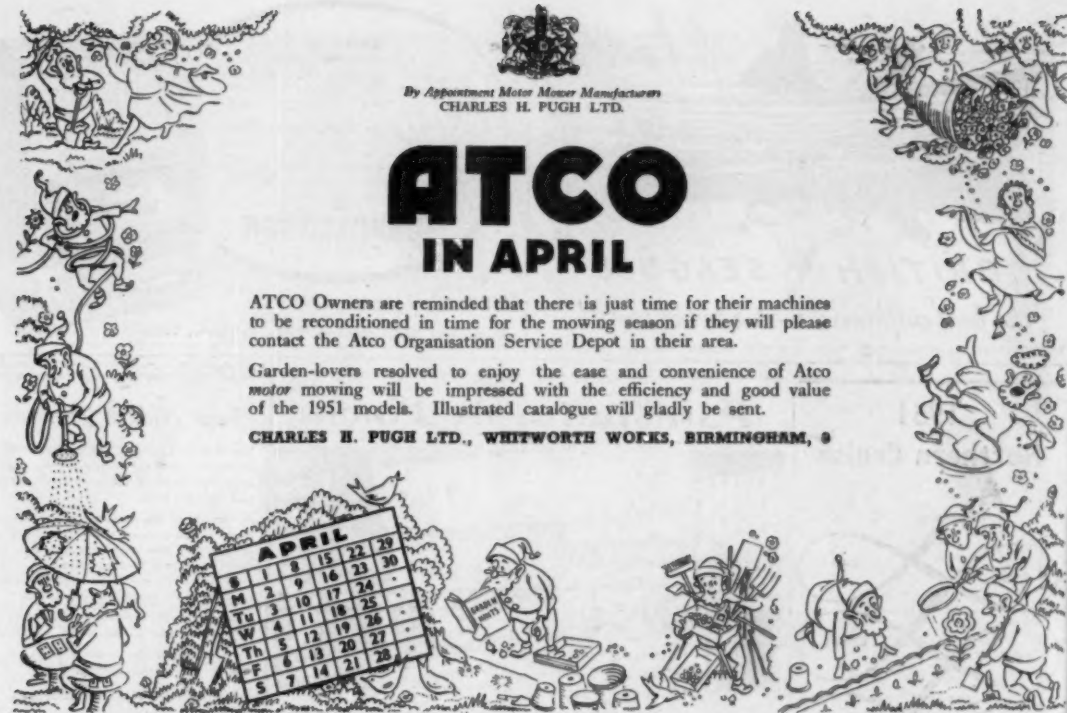 By Appointment Motor Mower Manufacturers
CHARLES H. PUGH LTD.
ATCO
IN APRIL
ATCO Owners are reminded that there is just time for their machines
to be reconditioned in time for the mowing season if they will please
contact the Atco Organisation Service Depot in their area.
Garden-lovers resolved to enjoy the ease and convenience of Atco
motor mowing will be impressed with the efficiency and good value
of the 1951 models. Illustrated catalogue will gladly be sent.
CHARLES H. PUGH LTD., WHITWORTH WORKS, BIRMINGHAM, 9
APRIL
S 1 8 15 22 29
M 2 9 16 23 30
Tu 3 10 17 24 -
W 4 11 18 25 -
Th 5 12 19 26 -
F 6 13 20 27 -
S 7 14 21 28 -
GARDEN HINTS